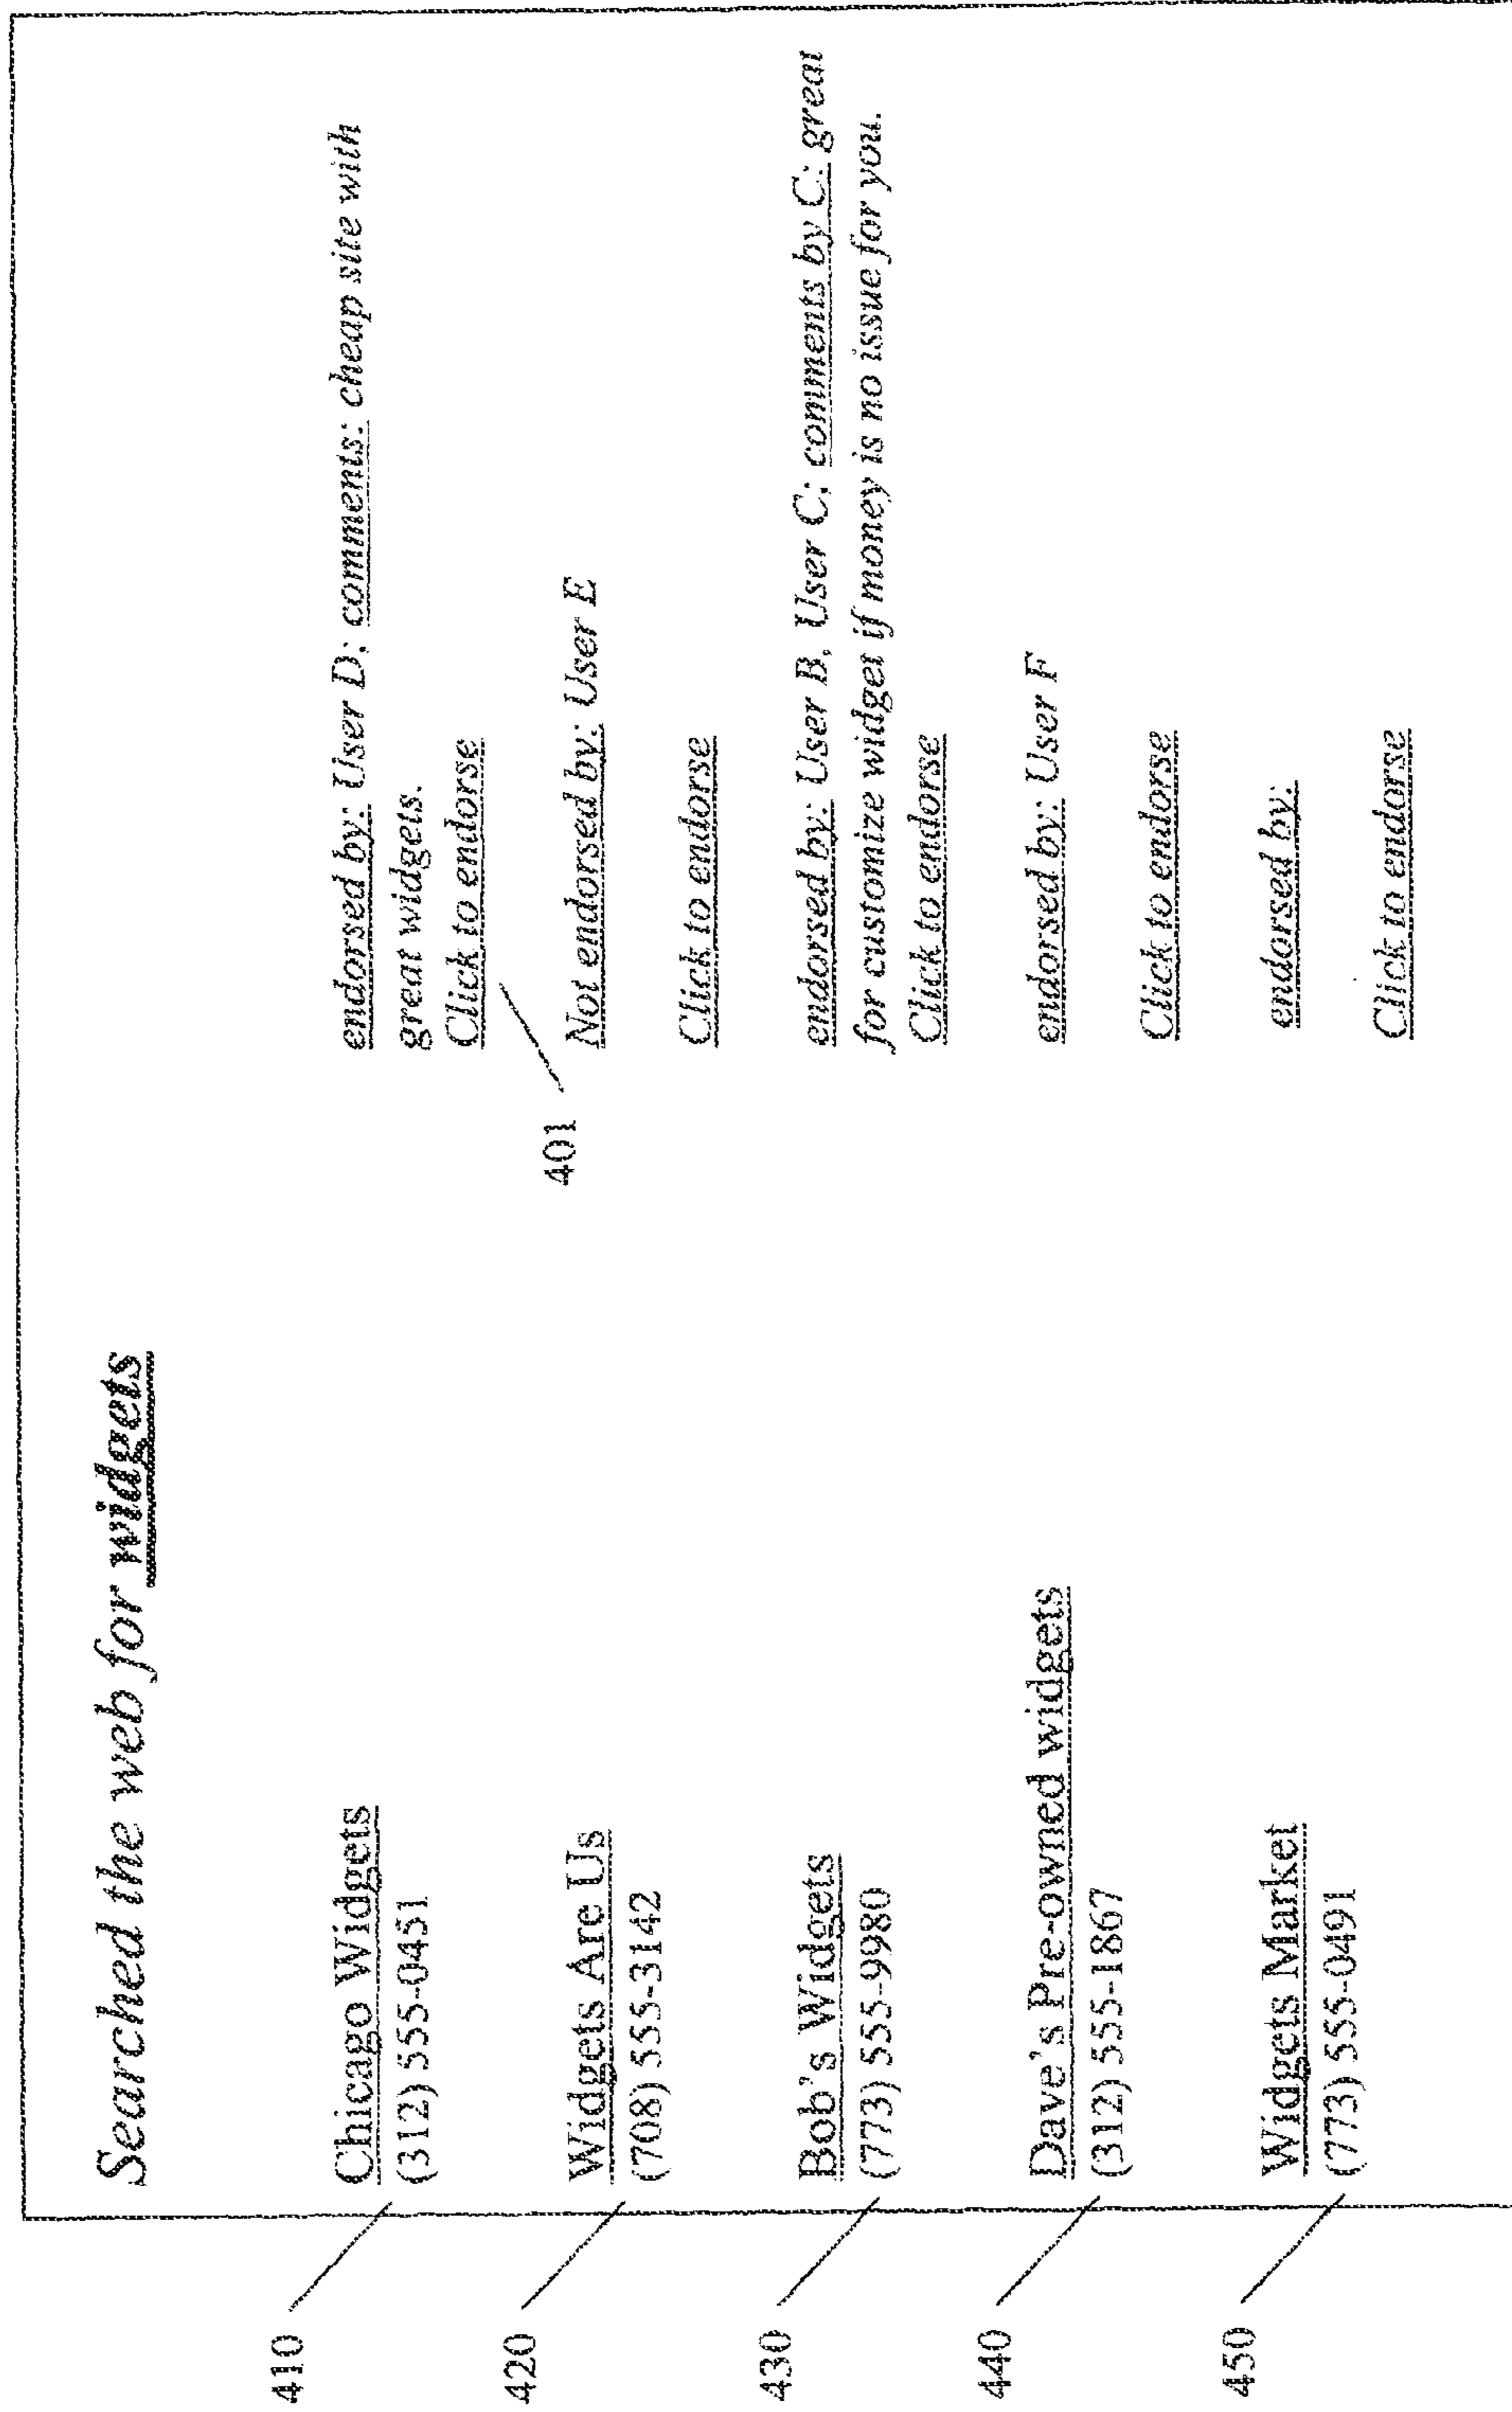 Searched the web for widgets
410
Chicago Widgets
(312) 555-0451
endorsed by: User D; comments: cheap site with
great widgets.
Click to endorse
401
420
Widgets Are Us
(708) 555-3142
Not endorsed by: User E
Click to endorse
430
Bob's Widgets
(773) 555-9980
endorsed by: User B, User C; comments by C: great
for customize widget if money is no issue for you.
Click to endorse
440
Dave's Pre-owned widgets
(312) 555-1867
endorsed by: User F
Click to endorse
450
Widgets Market
(773) 555-0491
endorsed by:
Click to endorse